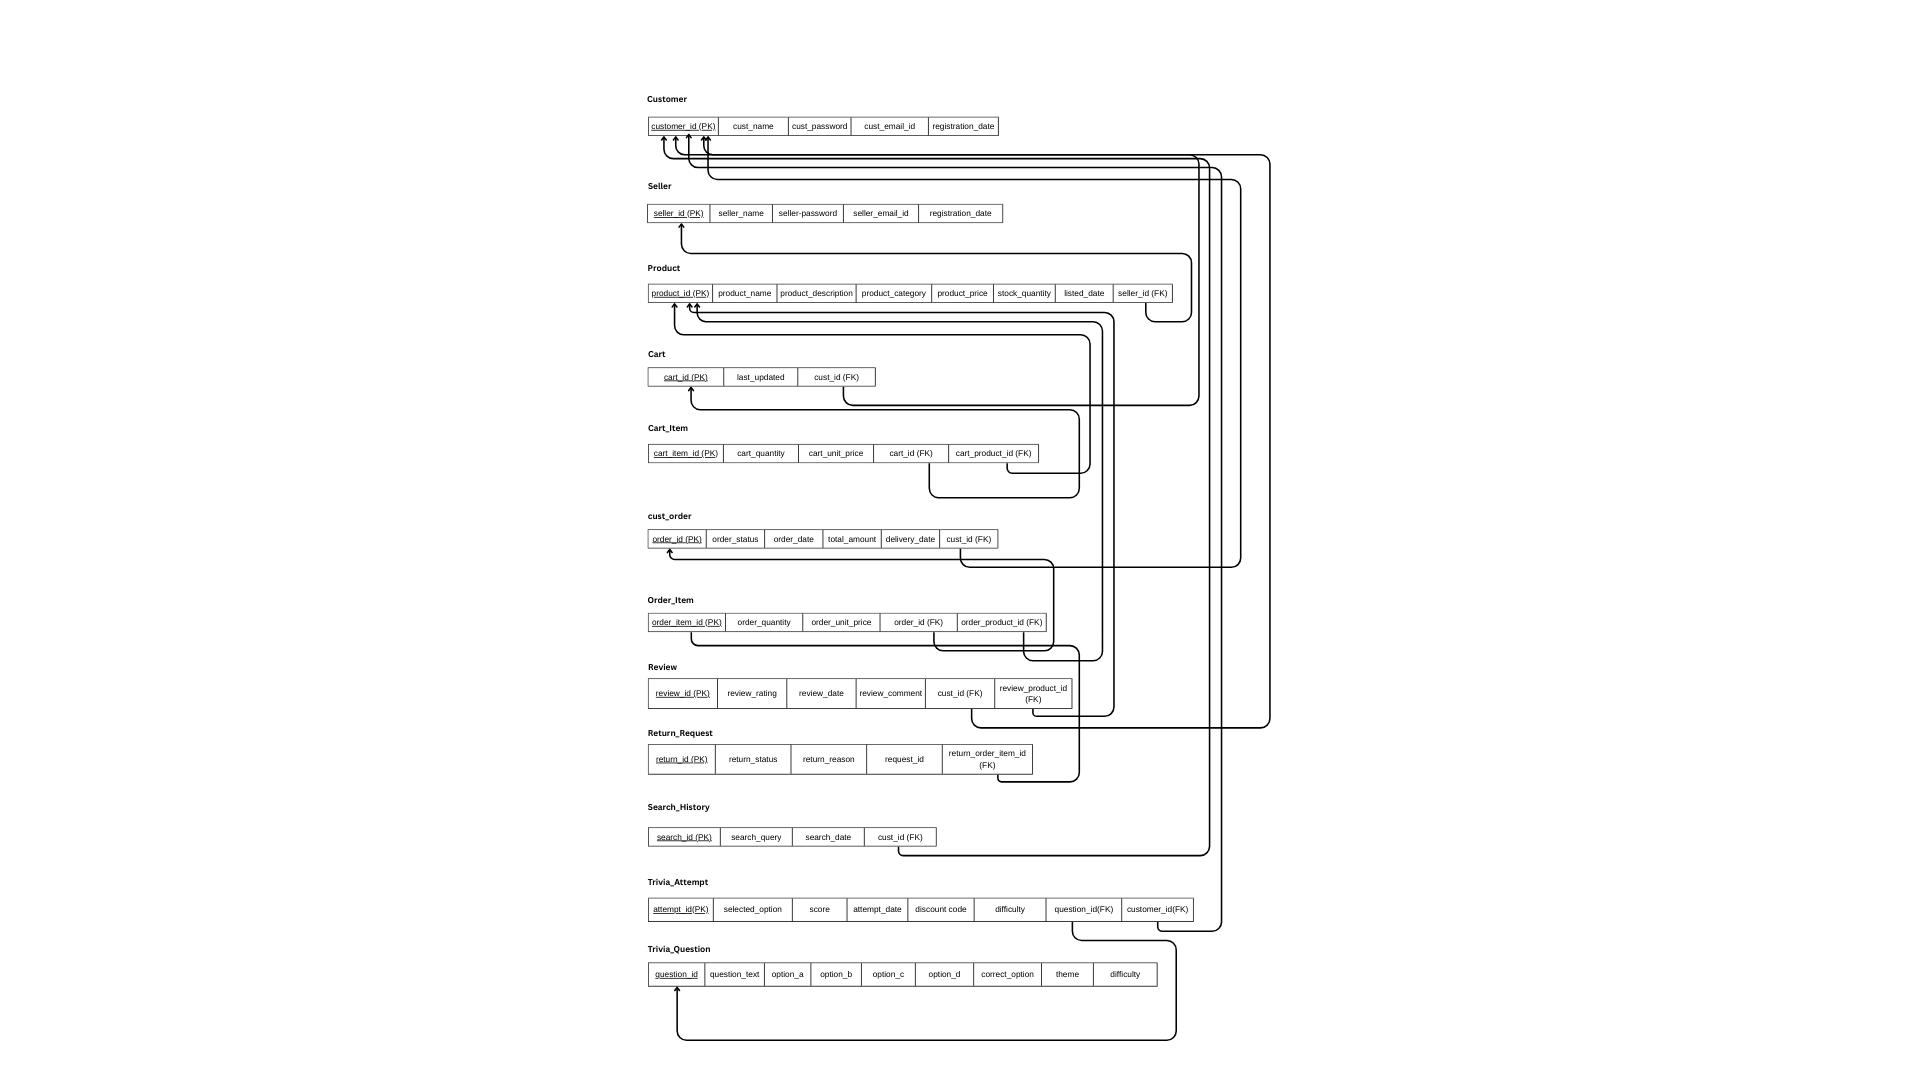 Customer
customer_id (PK) cust_name cust_password cust_email_id registration_date
Seller
seller_id (PK) seller_name seller-password seller_email_id registration_date
Product
product_id (PK) product_name product_description product_category product_price stock_quantity listed_date seller_id (FK)
Cart
cart_id (PK) last_updated cust_id (FK)
Cart_Item
cart_item_id (PK) cart_quantity cart_unit_price cart_id (FK) cart_product_id (FK)
cust_order
order_id (PK) order_status order_date total_amount delivery_date cust_id (FK)
Order_Item
order_item_id (PK) order_quantity order_unit_price order_id (FK) order_product_id (FK)
Review
review_id (PK) review_rating review_date review_comment cust_id (FK) review_product_id
(FK)
Return_Request
return_id (PK) return_status return_reason request_id return_order_item_id
(FK)
Search_History
search_id (PK) search_query search_date cust_id (FK)
Trivia_Attempt
attempt_id(PK) selected_option score attempt_date discount code difficulty question_id(FK) customer_id(FK)
Trivia_Question
question_id question_text option_a option_b option_c option_d correct_option theme difficulty